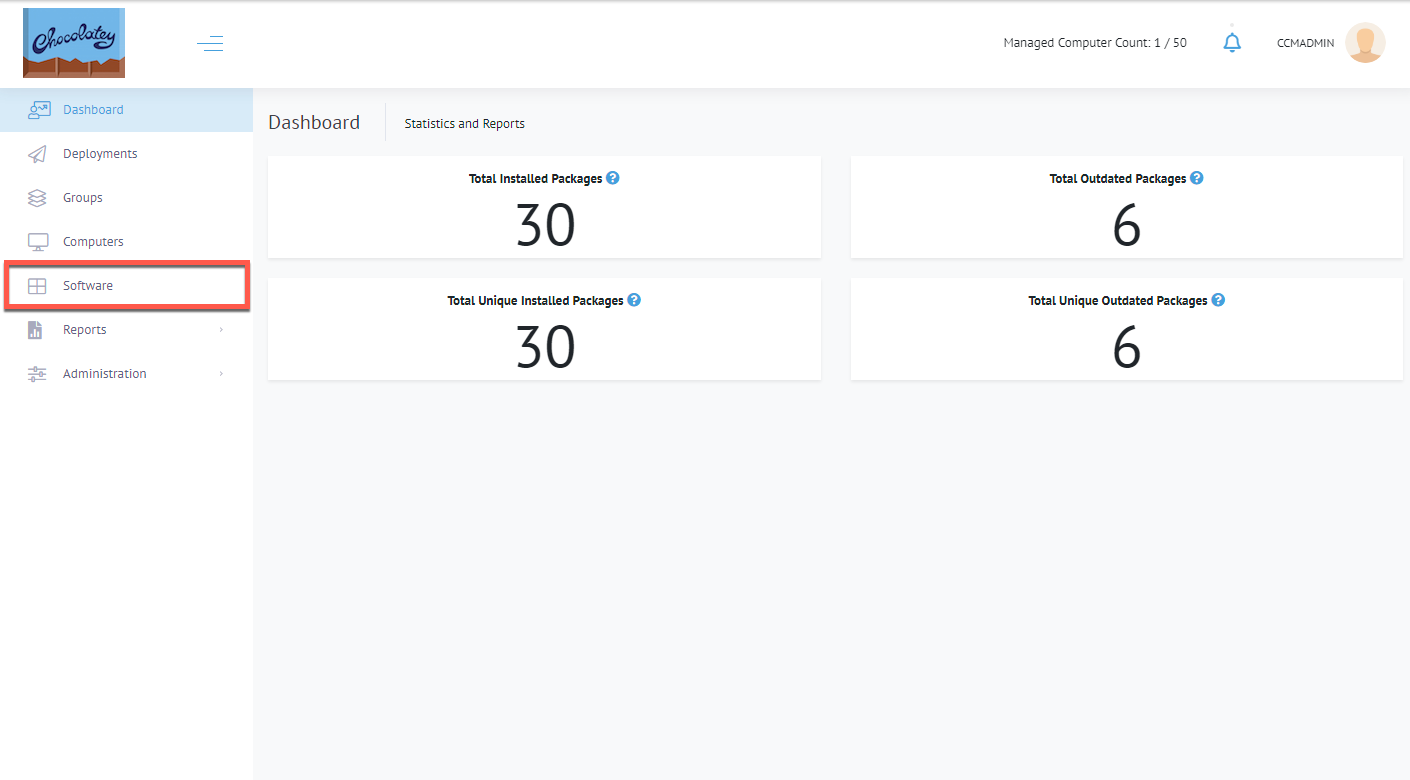 Chocolatey
Managed Computer Count: 1 / 50
CCMADMIN
Dashboard
Deployments
Groups
Computers
Software
Reports
Administration
Dashboard
Statistics and Reports
Total Installed Packages
30
Total Outdated Packages
6
Total Unique Installed Packages
30
Total Unique Outdated Packages
6